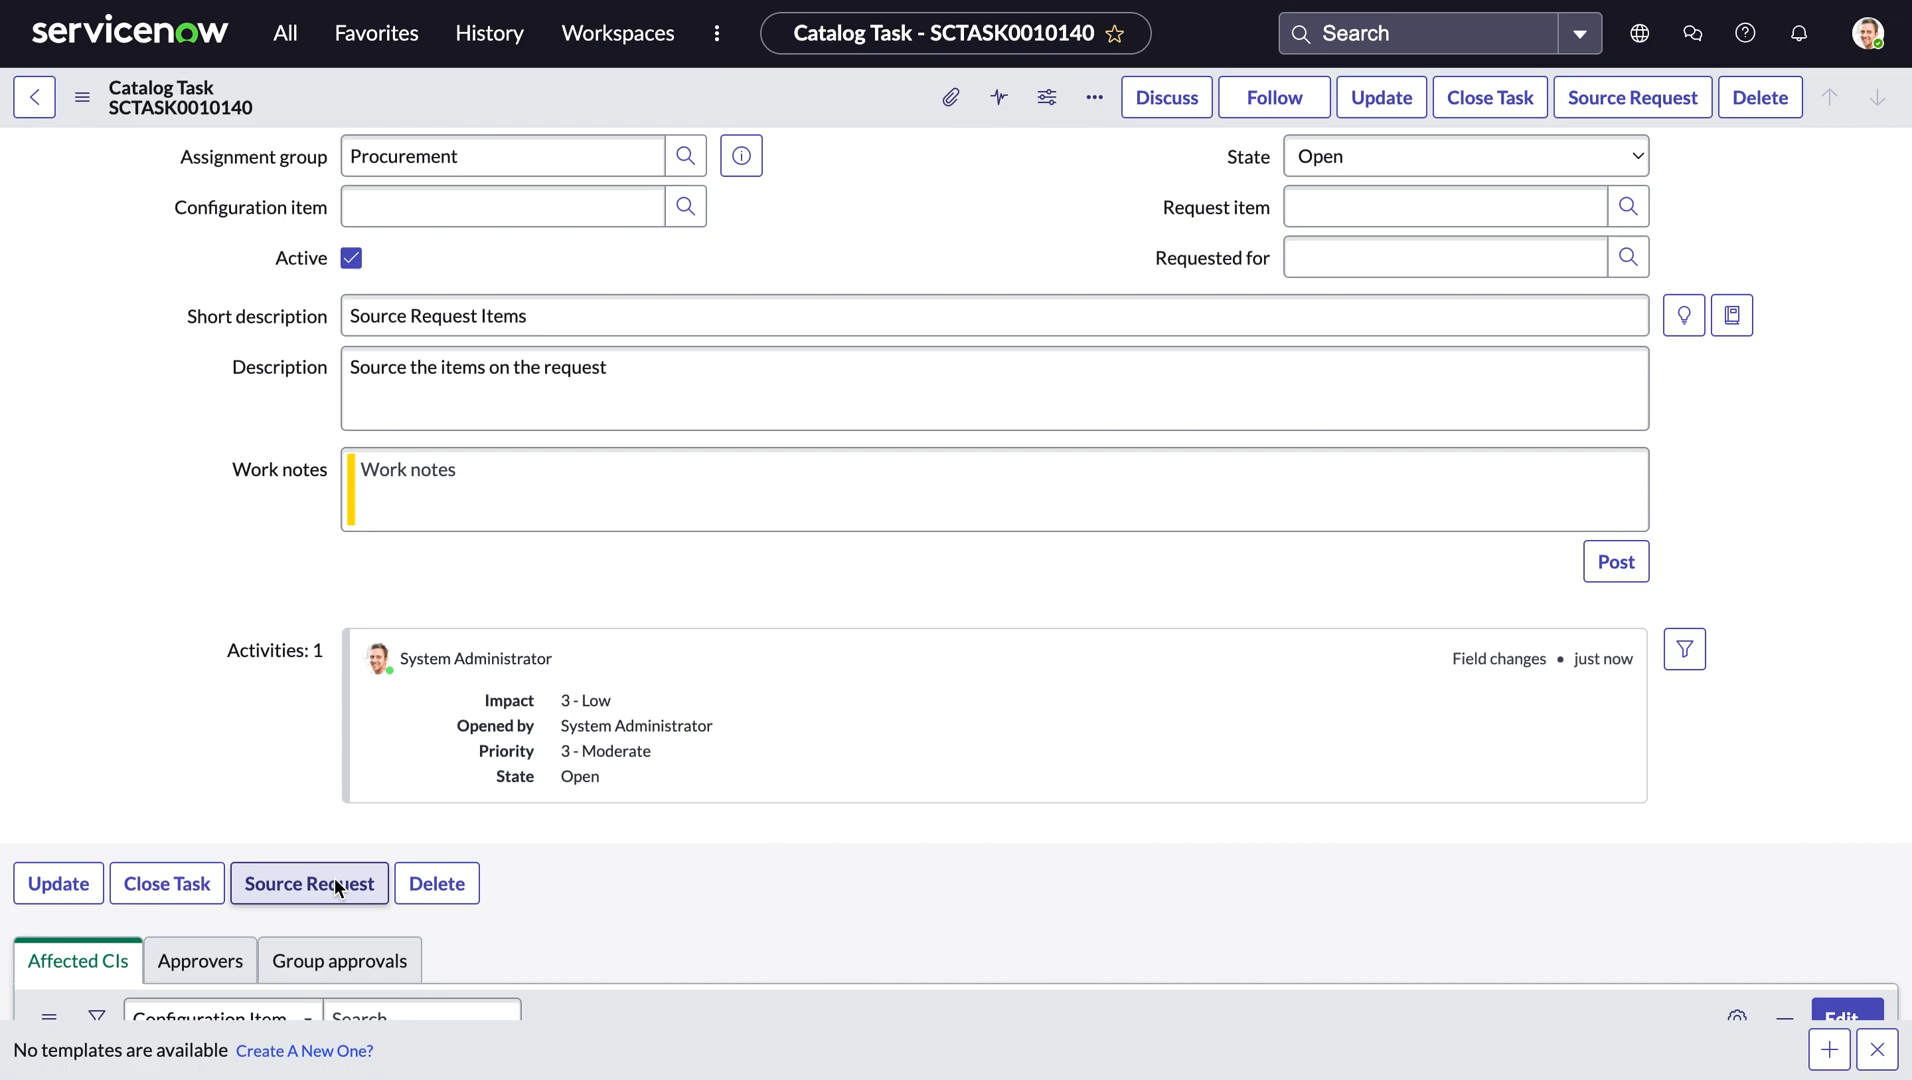 servicenow All Favorites History Workspaces Catalog Task - SCTASK0010140 Search
Catalog Task
SCTASK0010140
Discuss Follow Update Close Task Source Request Delete
Assignment group Procurement State Open
Configuration item Request item
Active Requested for
Short description Source Request Items
Description Source the items on the request
Work notes Work notes
Post
Activities: 1 System Administrator Field changes • just now
Impact 3 - Low
Opened by System Administrator
Priority 3 - Moderate
State Open
Update Close Task Source Request Delete
Affected CIs Approvers Group approvals
Configuration Item Search Edit...
No templates are available Create A New One?